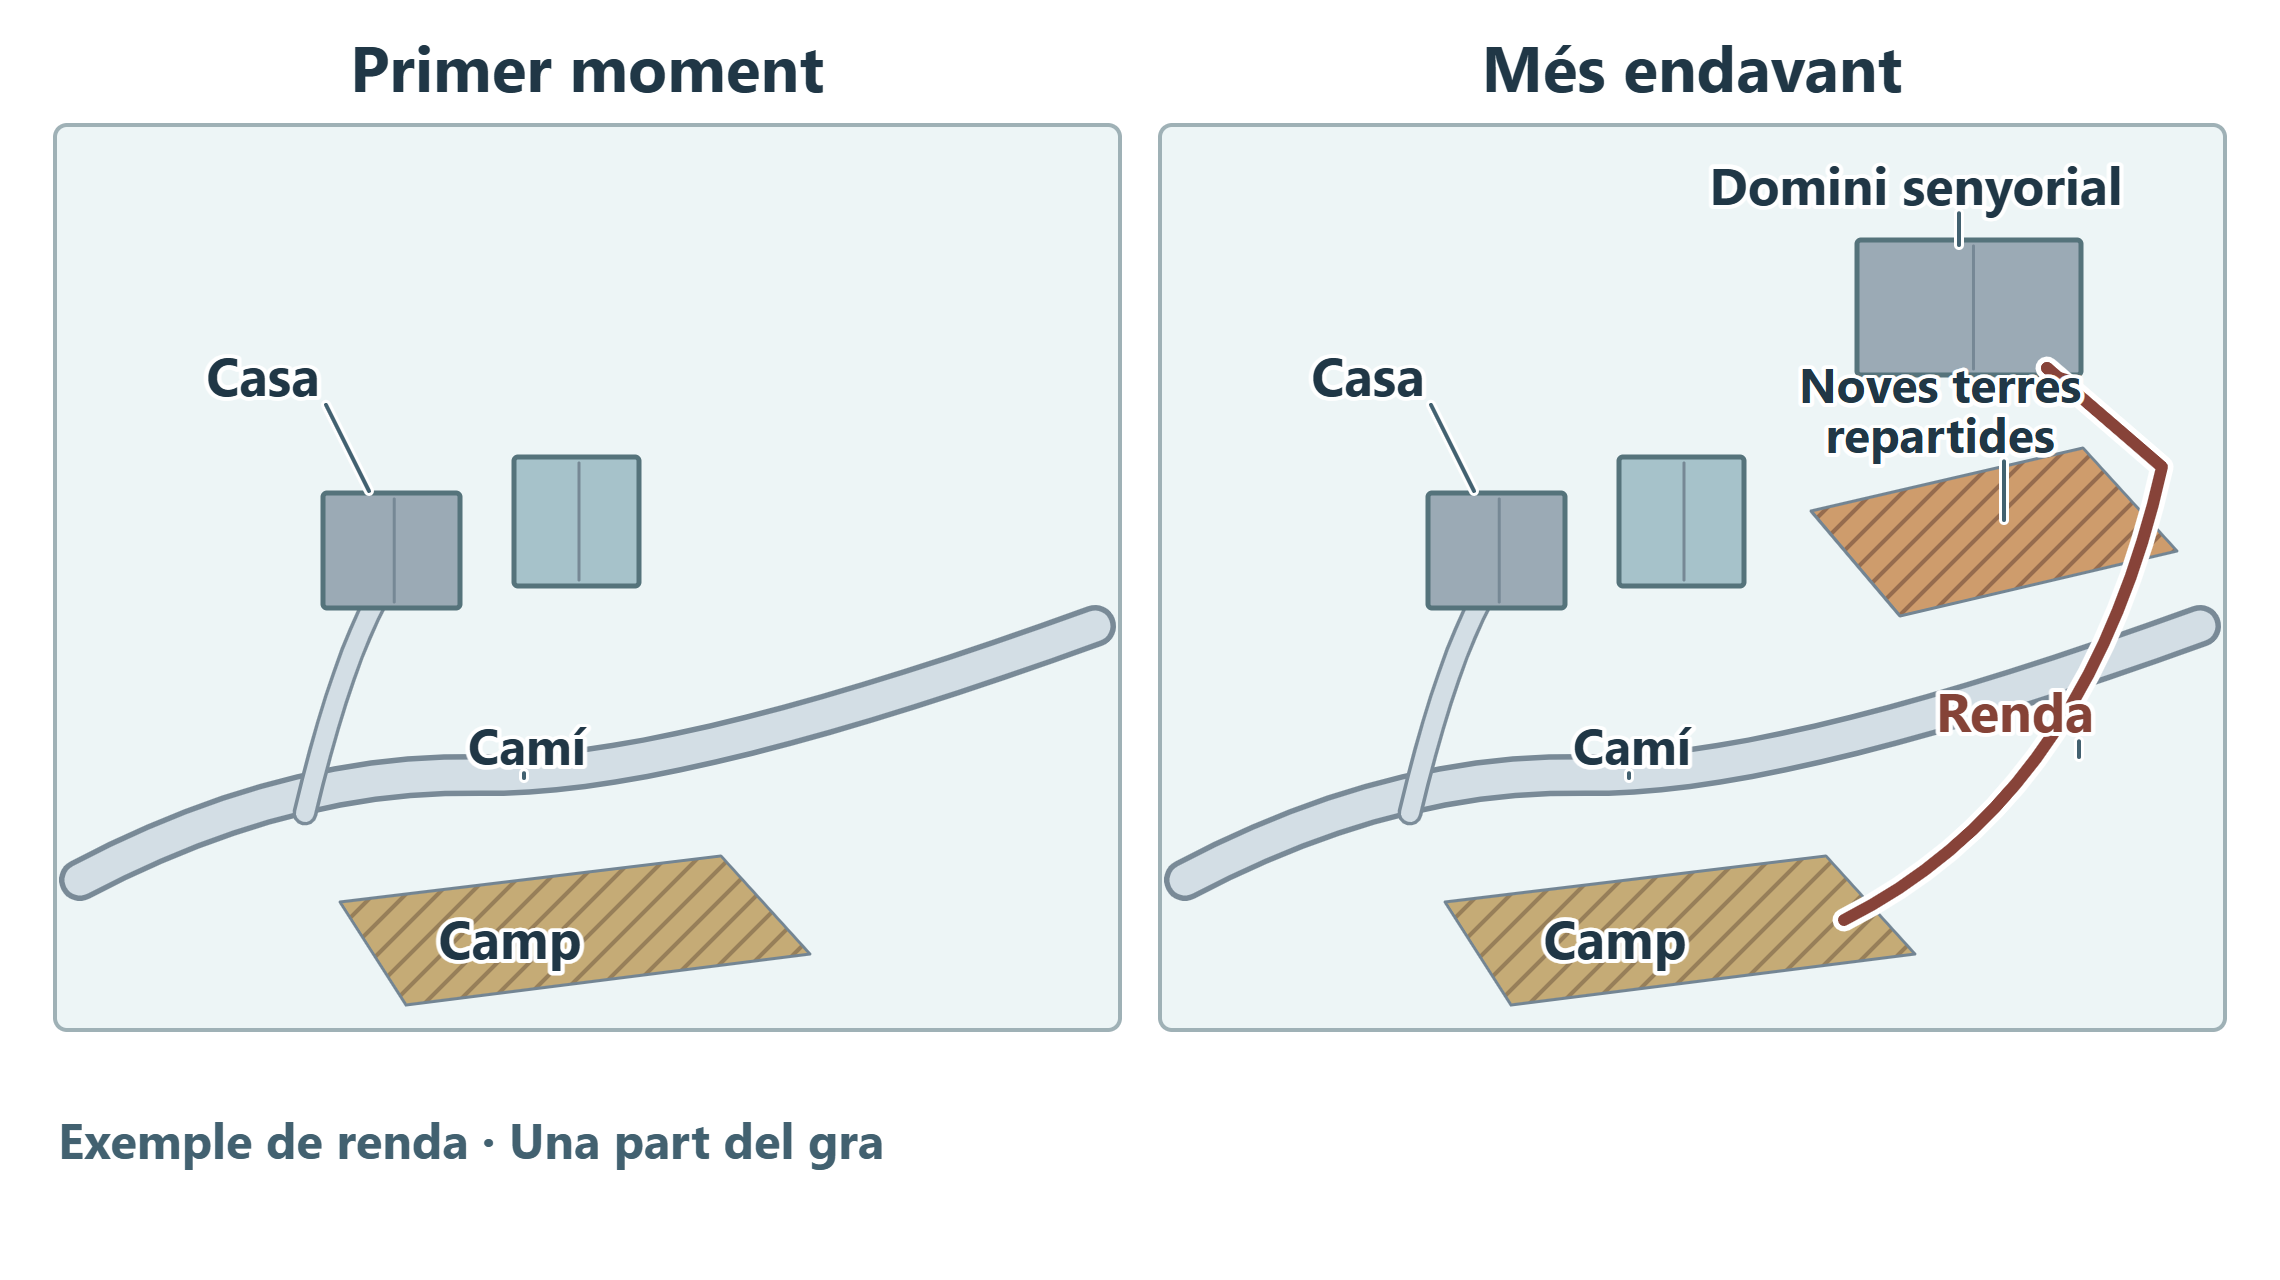 Primer moment
Casa
Camí
Camp
Més endavant
Domini senyorial
Casa
Noves terres
repartides
Renda
Camí
Camp
Exemple de renda · Una part del gra